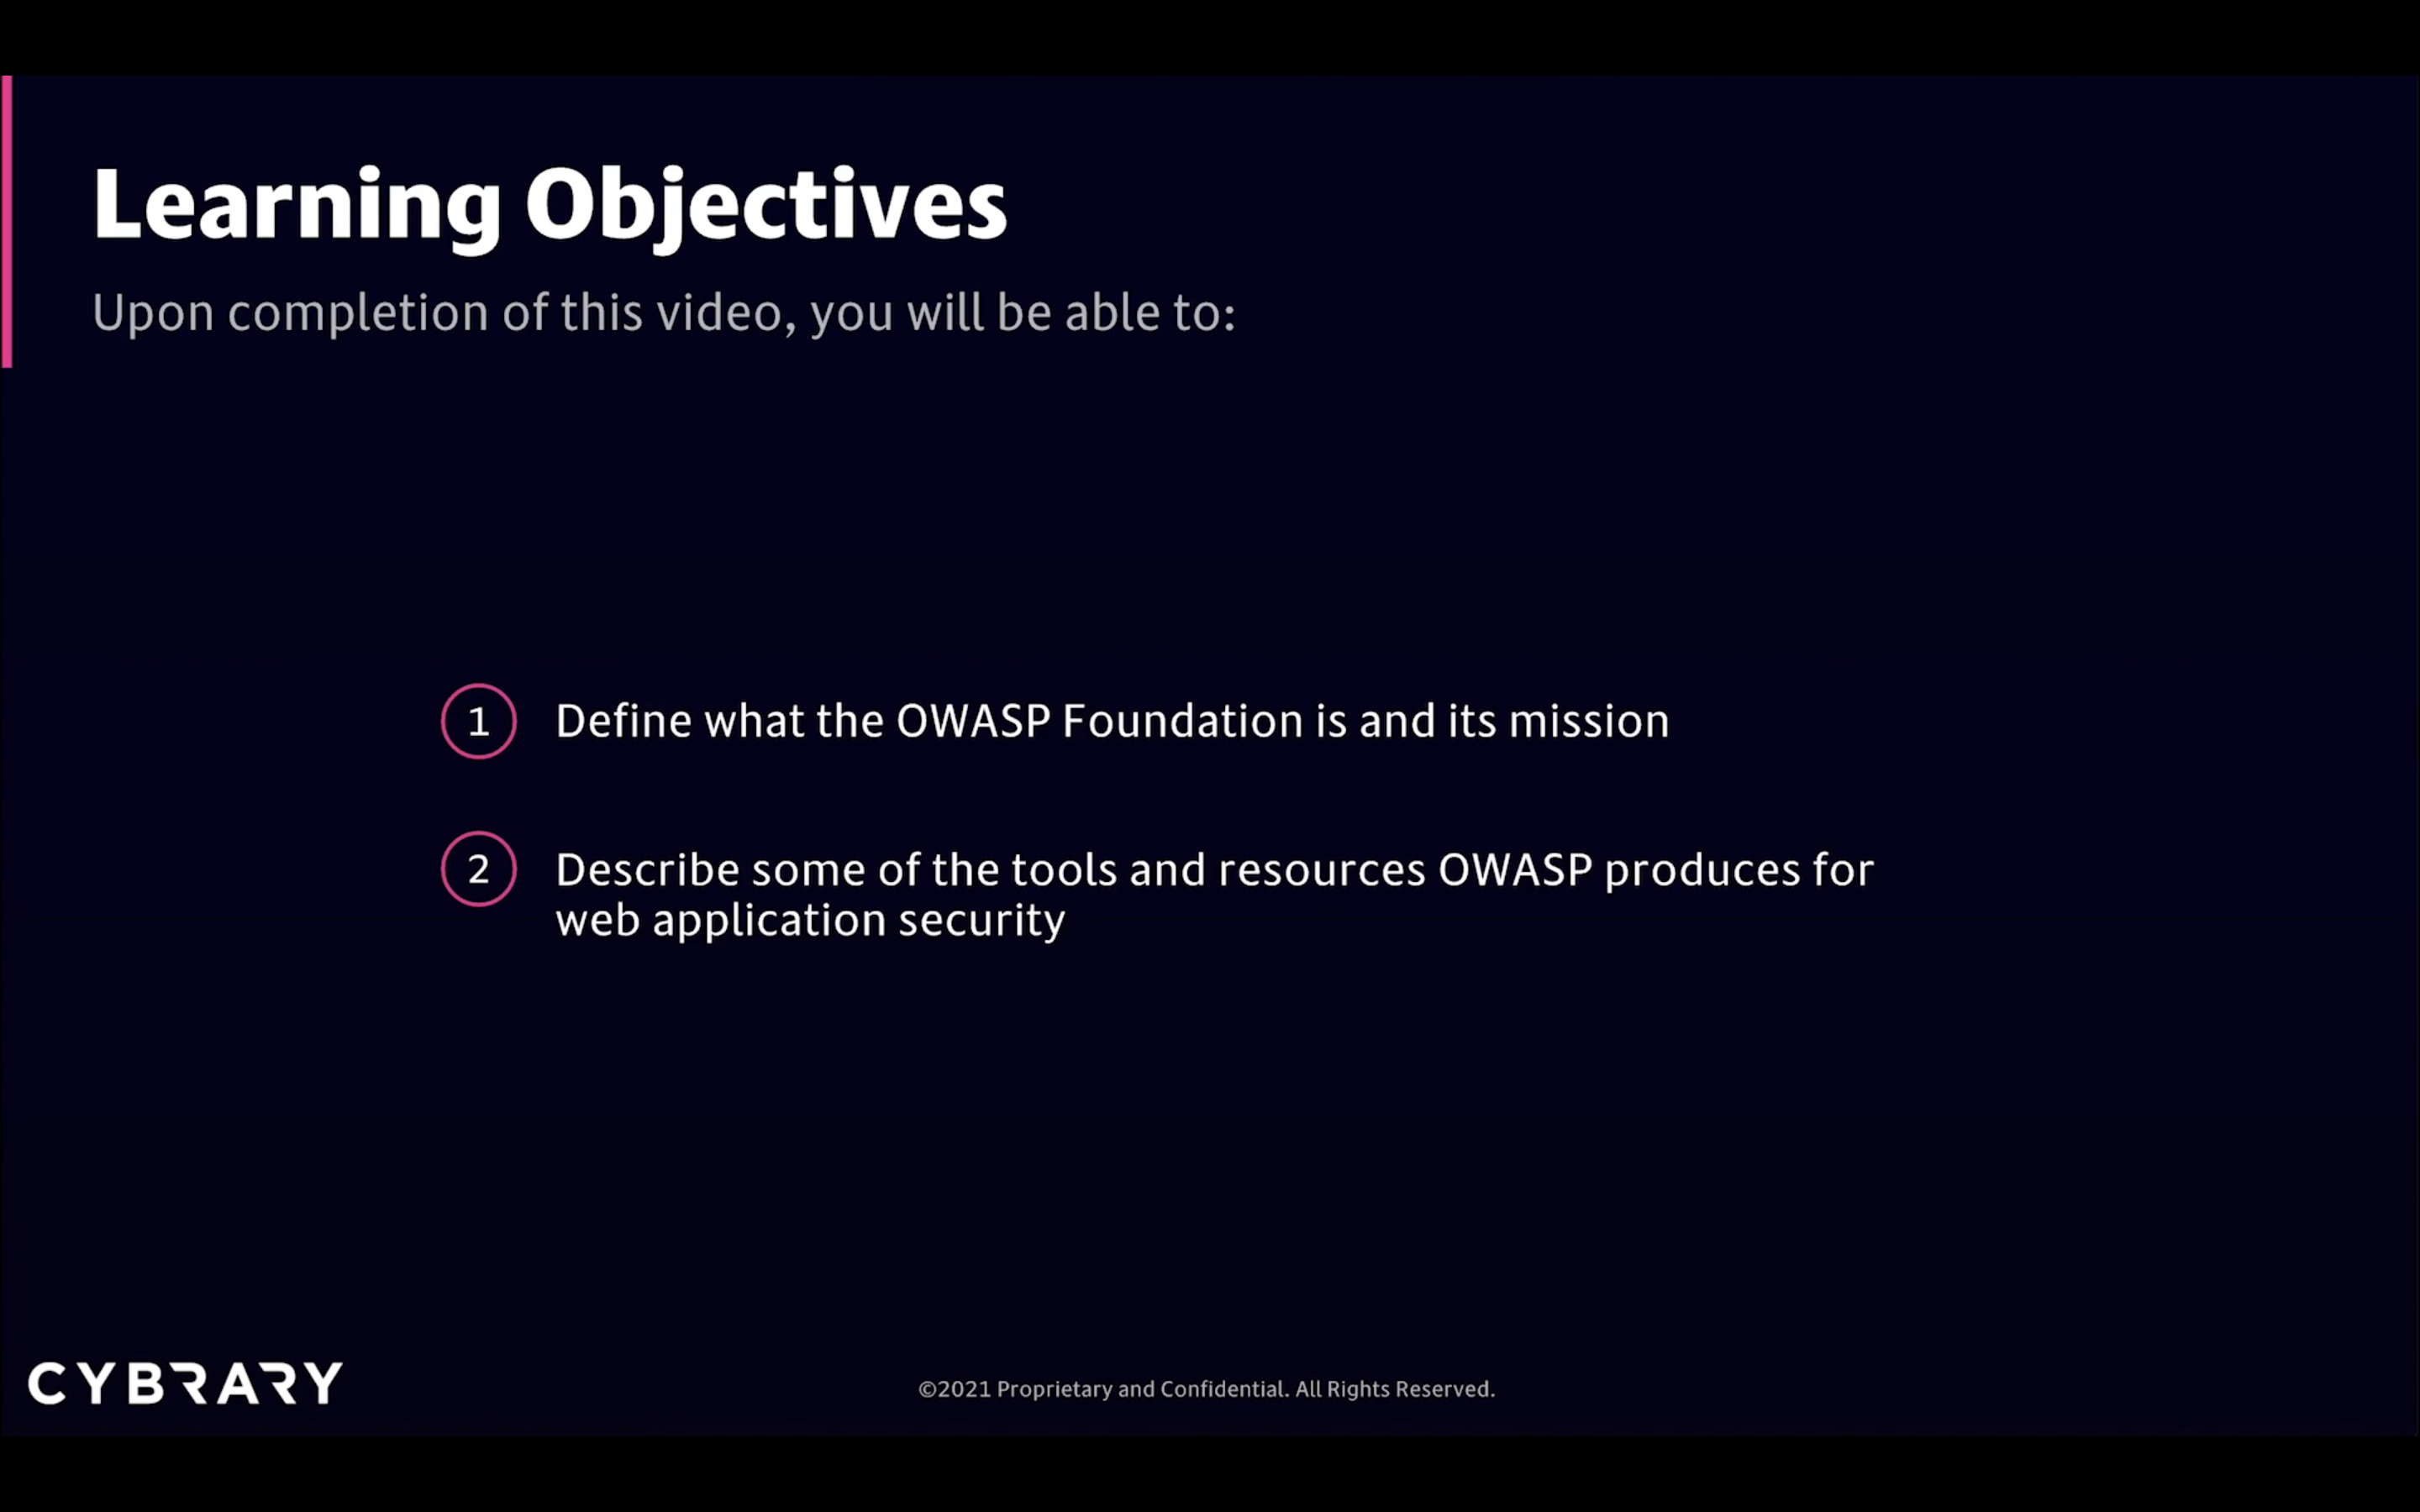 Learning Objectives
Upon completion of this video, you will be able to:
1 Define what the OWASP Foundation is and its mission
2 Describe some of the tools and resources OWASP produces for
web application security
CYBRARY
©2021 Proprietary and Confidential. All Rights Reserved.